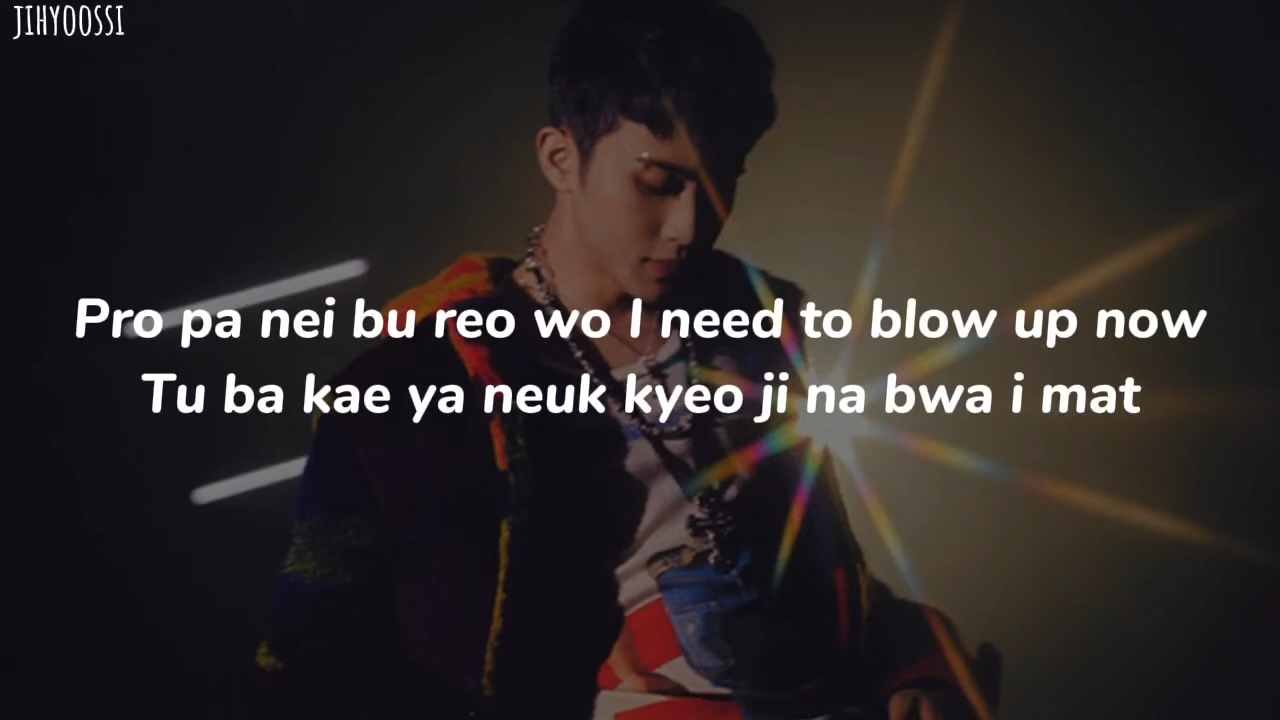 JIHYOOSSI
Pro pa nei bu reo wo I need to blow up now
Tu ba kae ya neuk kyeo ji na bwa i mat